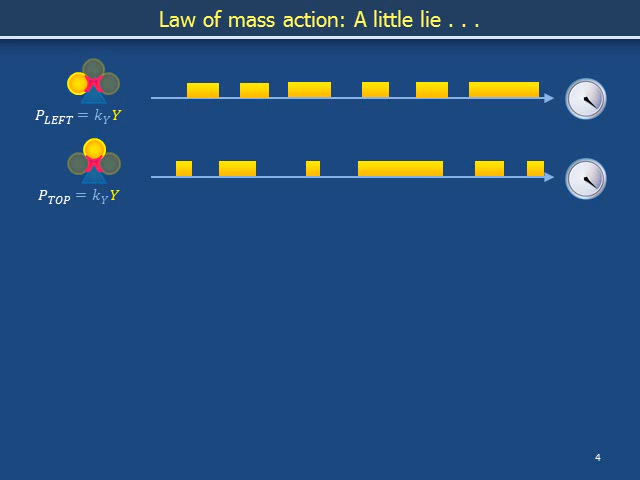 Law of mass action: A little lie . . .
P_LEFT = k_Y Y
P_TOP = k_Y Y
4